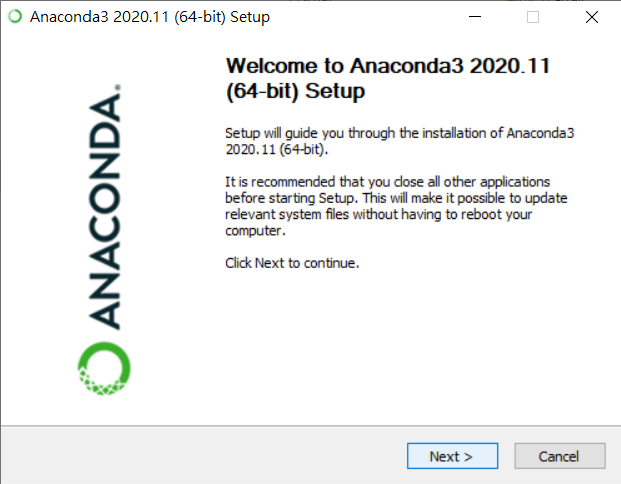 Anaconda3 2020.11 (64-bit) Setup
Welcome to Anaconda3 2020.11
(64-bit) Setup
ANACONDA.
Setup will guide you through the installation of Anaconda3
2020.11 (64-bit).
It is recommended that you close all other applications
before starting Setup. This will make it possible to update
relevant system files without having to reboot your
computer.
Click Next to continue.
Next >
Cancel